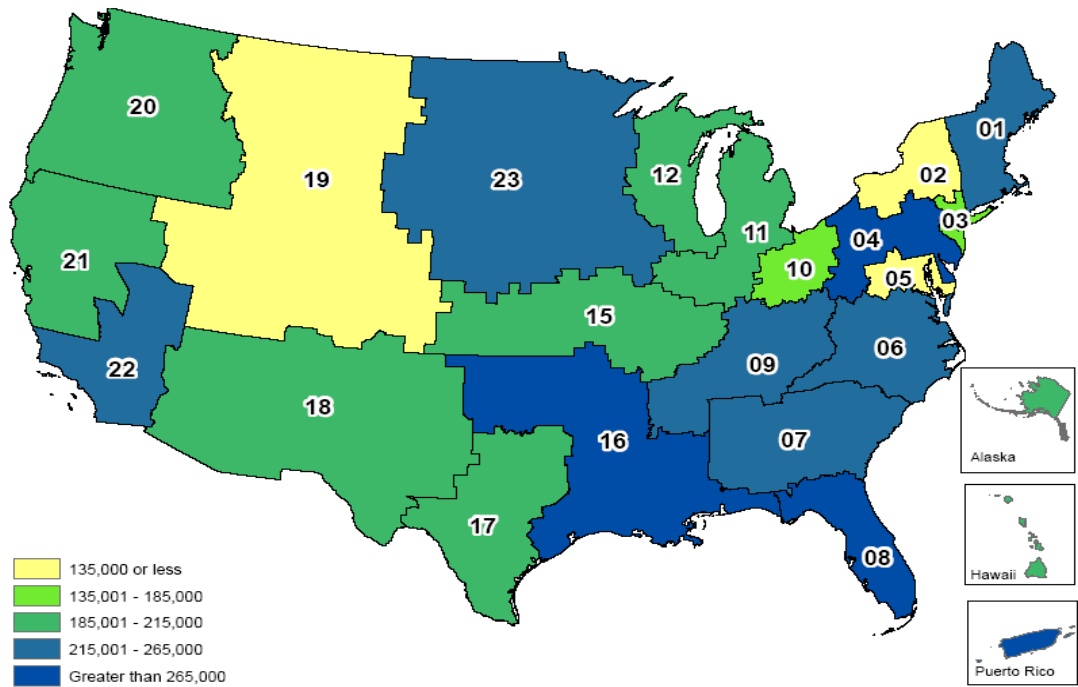 20
19
23
12
11
01
02
03
04
05
10
21
15
09
06
22
18
16
07
17
08
Alaska
Hawaii
Puerto Rico
135,000 or less
135,001 - 185,000
185,001 - 215,000
215,001 - 265,000
Greater than 265,000